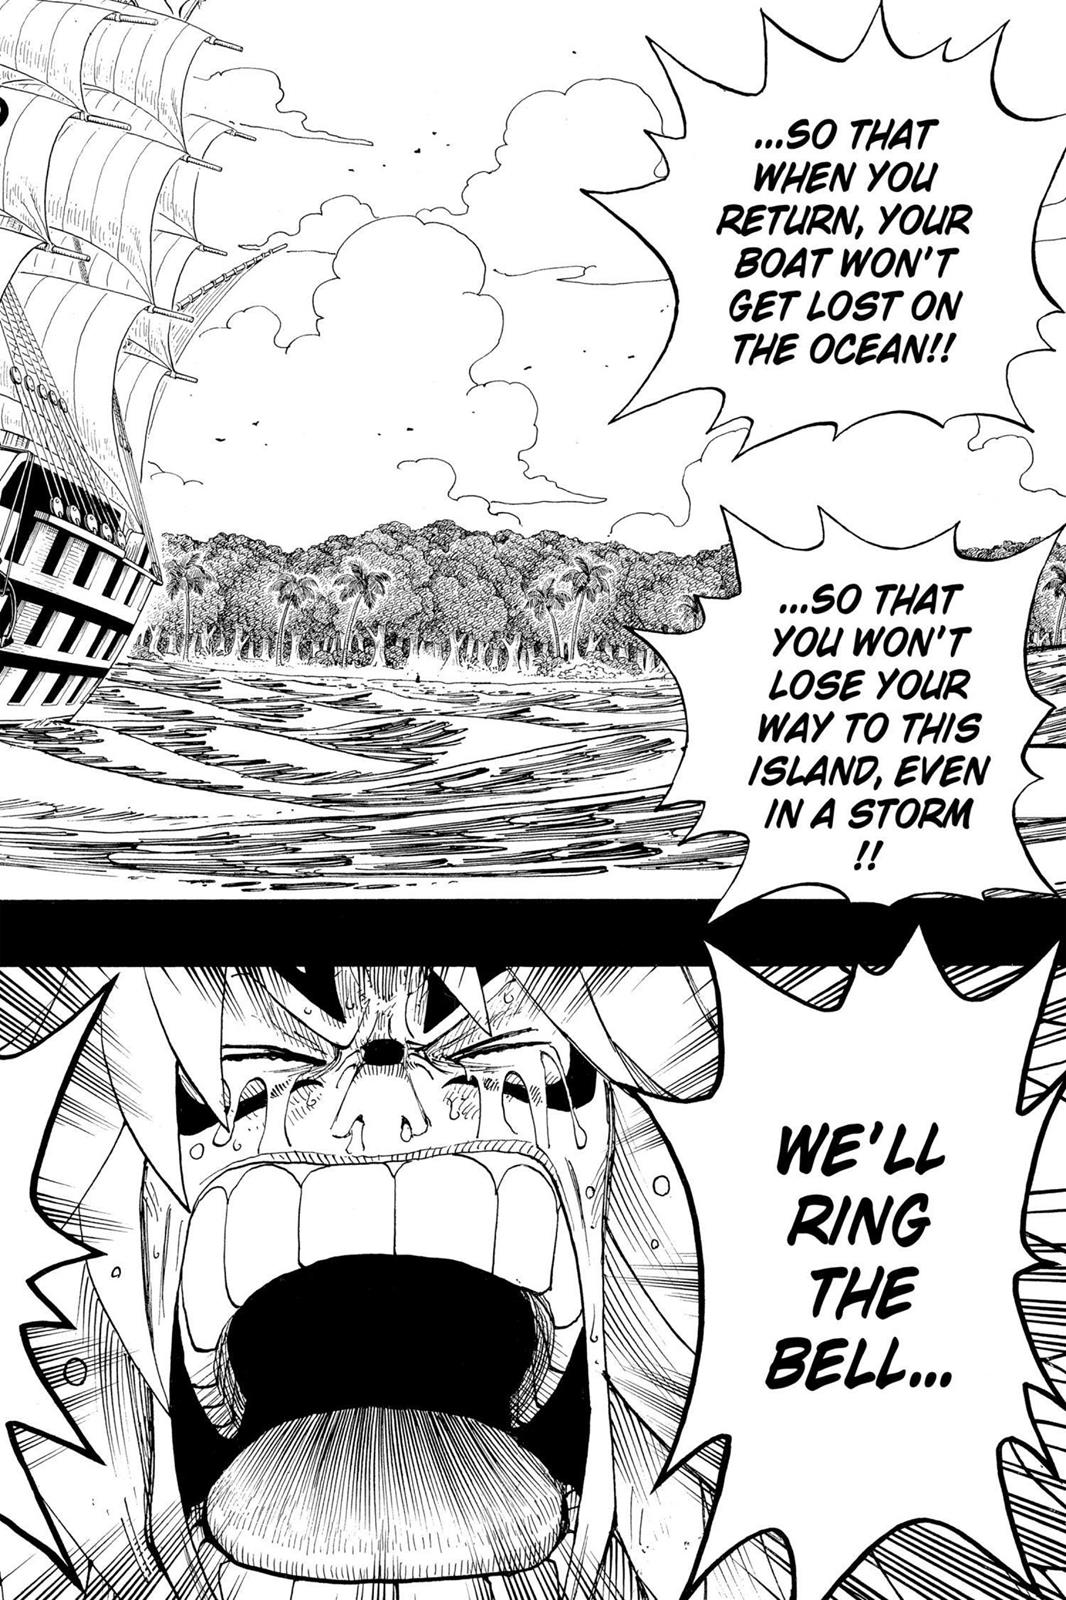 ...SO THAT
WHEN YOU
RETURN, YOUR
BOAT WON'T
GET LOST ON
THE OCEAN!!
...SO THAT
YOU WON'T
LOSE YOUR
WAY TO THIS
ISLAND, EVEN
IN A STORM
!!
WE'LL
RING
THE
BELL...